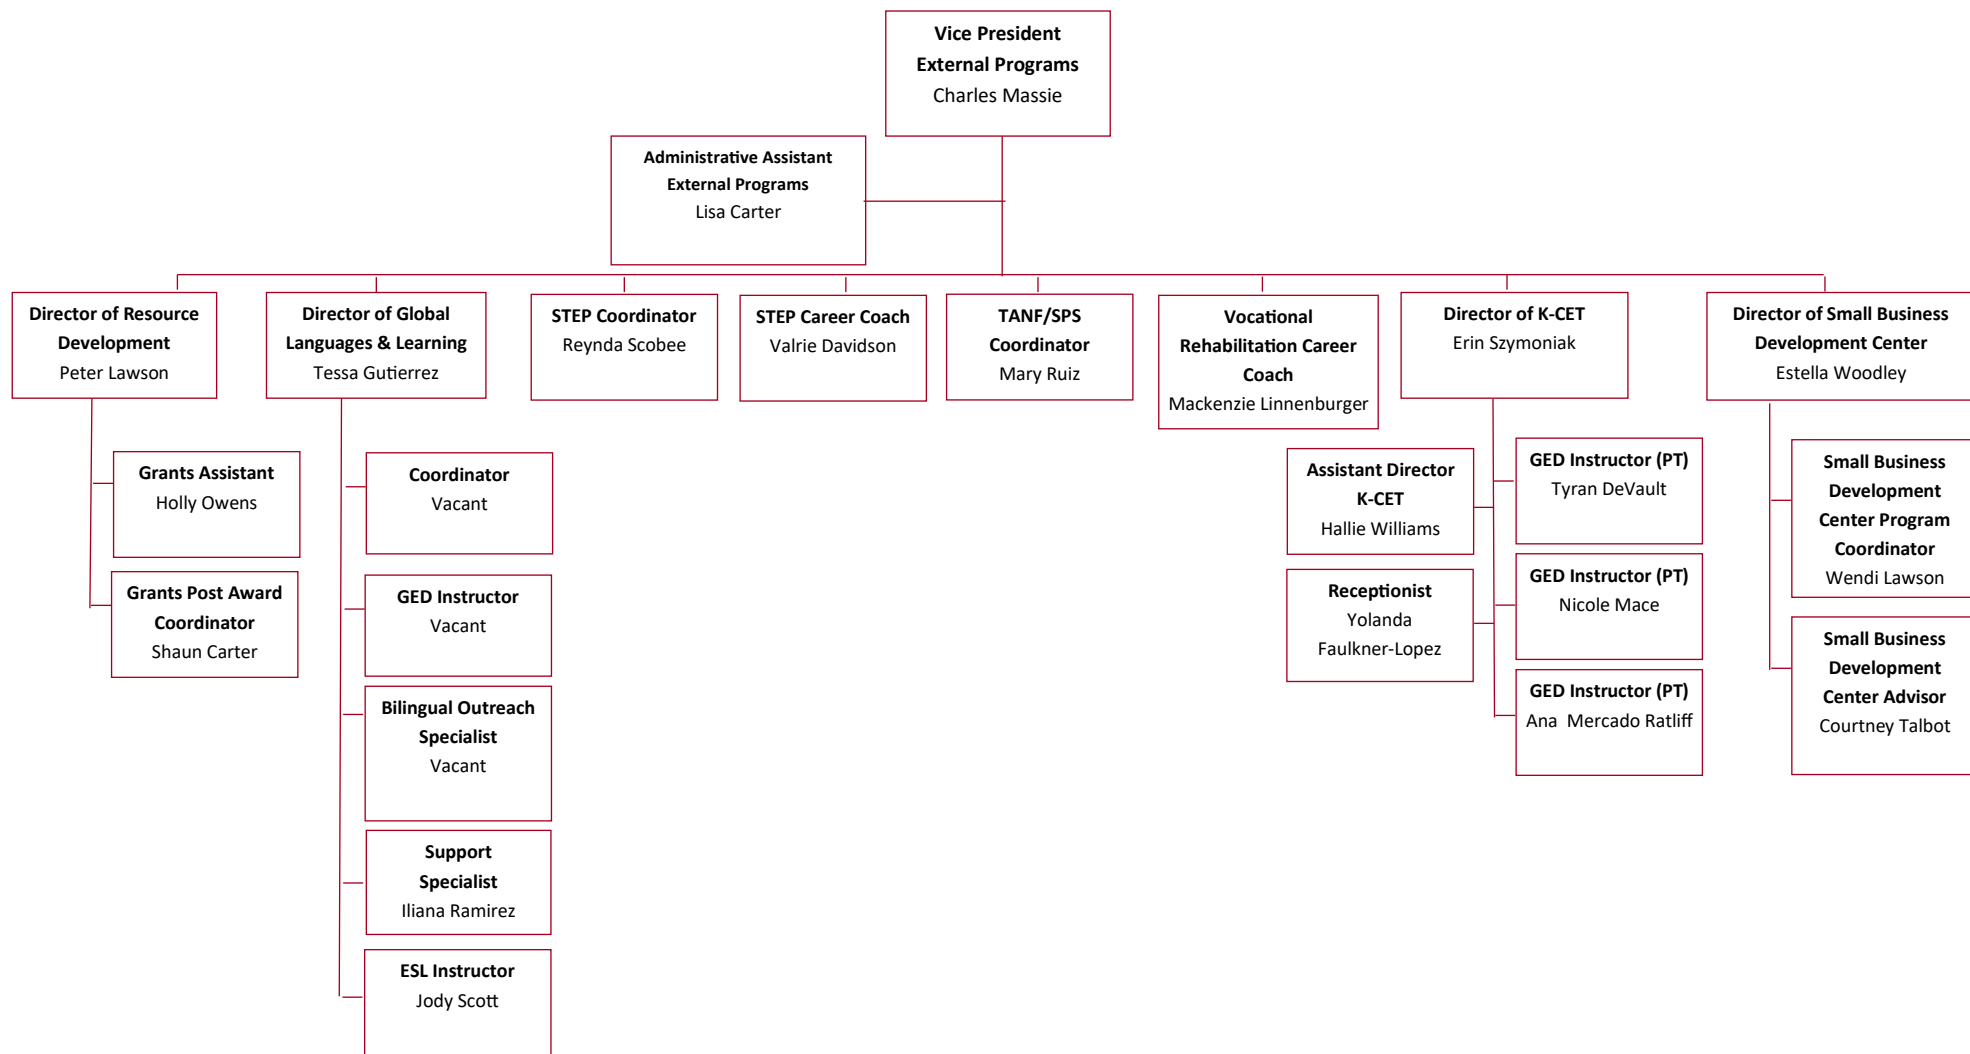 Vice President
External Programs
Charles Massie
Administrative Assistant
External Programs
Lisa Carter
Director of Resource
Development
Peter Lawson
Director of Global
Languages & Learning
Tessa Gutierrez
STEP Coordinator
Reynda Scobee
STEP Career Coach
Valrie Davidson
TANF/SPS
Coordinator
Mary Ruiz
Vocational
Rehabilitation Career
Coach
Mackenzie Linnenburger
Director of K-CET
Erin Szymoniak
Director of Small Business
Development Center
Estella Woodley
Grants Assistant
Holly Owens
Grants Post Award
Coordinator
Shaun Carter
Coordinator
Vacant
GED Instructor
Vacant
Bilingual Outreach
Specialist
Vacant
Support
Specialist
Iliana Ramirez
ESL Instructor
Jody Scott
Assistant Director
K-CET
Hallie Williams
Receptionist
Yolanda
Faulkner-Lopez
GED Instructor (PT)
Tyran DeVault
GED Instructor (PT)
Nicole Mace
GED Instructor (PT)
Ana  Mercado Ratliff
Small Business
Development
Center Program
Coordinator
Wendi Lawson
Small Business
Development
Center Advisor
Courtney Talbot